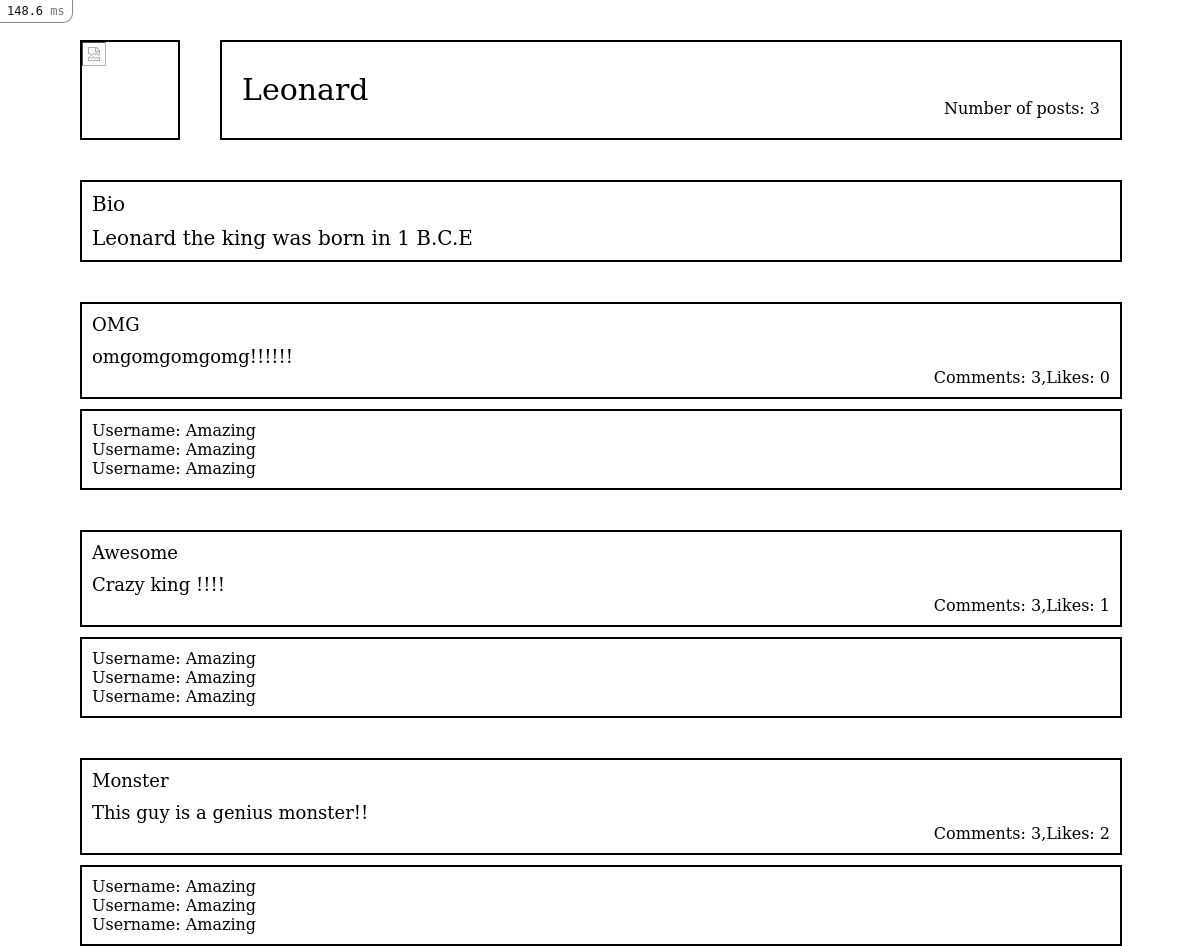 148.6 ms
Leonard
Number of posts: 3
Bio
Leonard the king was born in 1 B.C.E
OMG
omgomgomgomg!!!!!!
Comments: 3,Likes: 0
Username: Amazing
Username: Amazing
Username: Amazing
Awesome
Crazy king !!!!
Comments: 3,Likes: 1
Username: Amazing
Username: Amazing
Username: Amazing
Monster
This guy is a genius monster!!
Comments: 3,Likes: 2
Username: Amazing
Username: Amazing
Username: Amazing